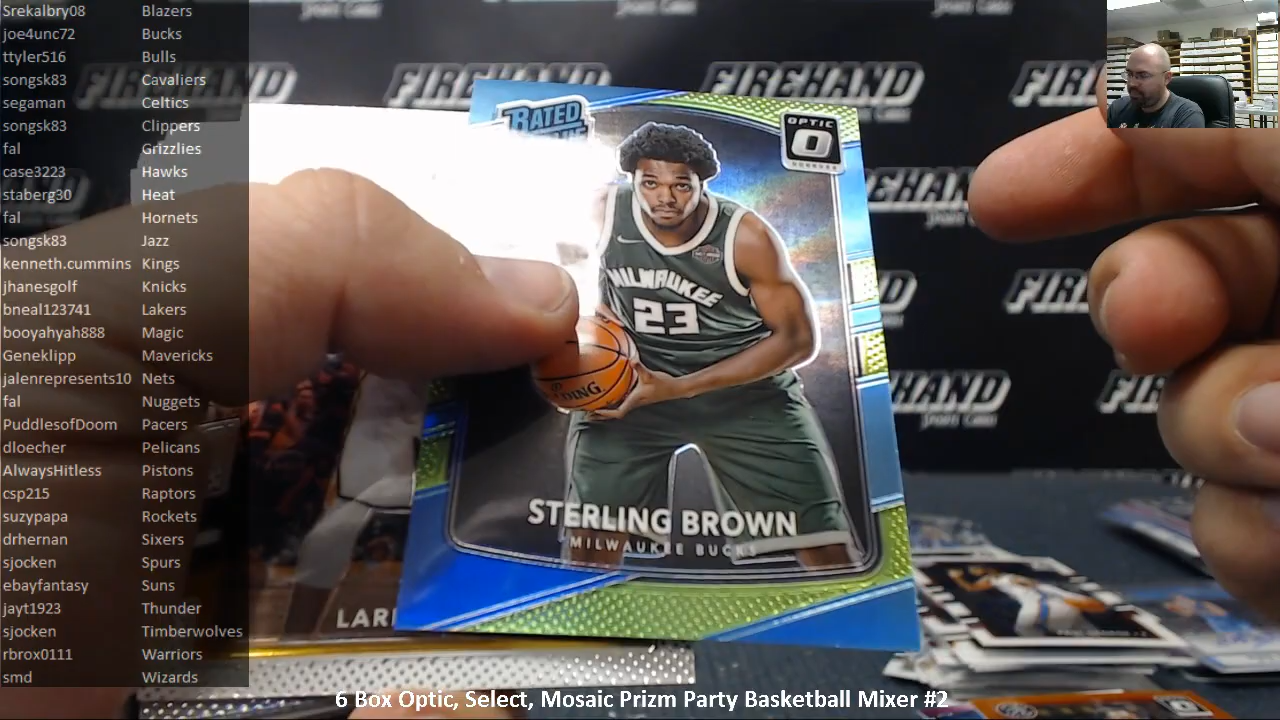 Srekalbry08 Blazers
joe4unc72 Bucks
ttyler516 Bulls
songsk83 Cavaliers
segaman Celtics
songsk83 Clippers
fal Grizzlies
case3223 Hawks
staberg30 Heat
fal Hornets
songsk83 Jazz
kenneth.cummins Kings
jhanesgolf Knicks
bneal123741 Lakers
booyahyah888 Magic
Geneklipp Mavericks
jalenrepresents10 Nets
fal Nuggets
PuddlesofDoom Pacers
dloecher Pelicans
AlwaysHitless Pistons
csp215 Raptors
suzypapa Rockets
drhernan Sixers
sjocken Spurs
ebayfantasy Suns
jayt1923 Thunder
sjocken Timberwolves
rbrox0111 Warriors
smd Wizards
FIREHAND FIREHAND FIREHAND FIREHAND
RATED
OPTIC
O
MILWAUKEE
23
STERLING BROWN
MILWAUKEE BUCKS
FIREHAND
6 Box Optic, Select, Mosaic Prizm Party Basketball Mixer #2